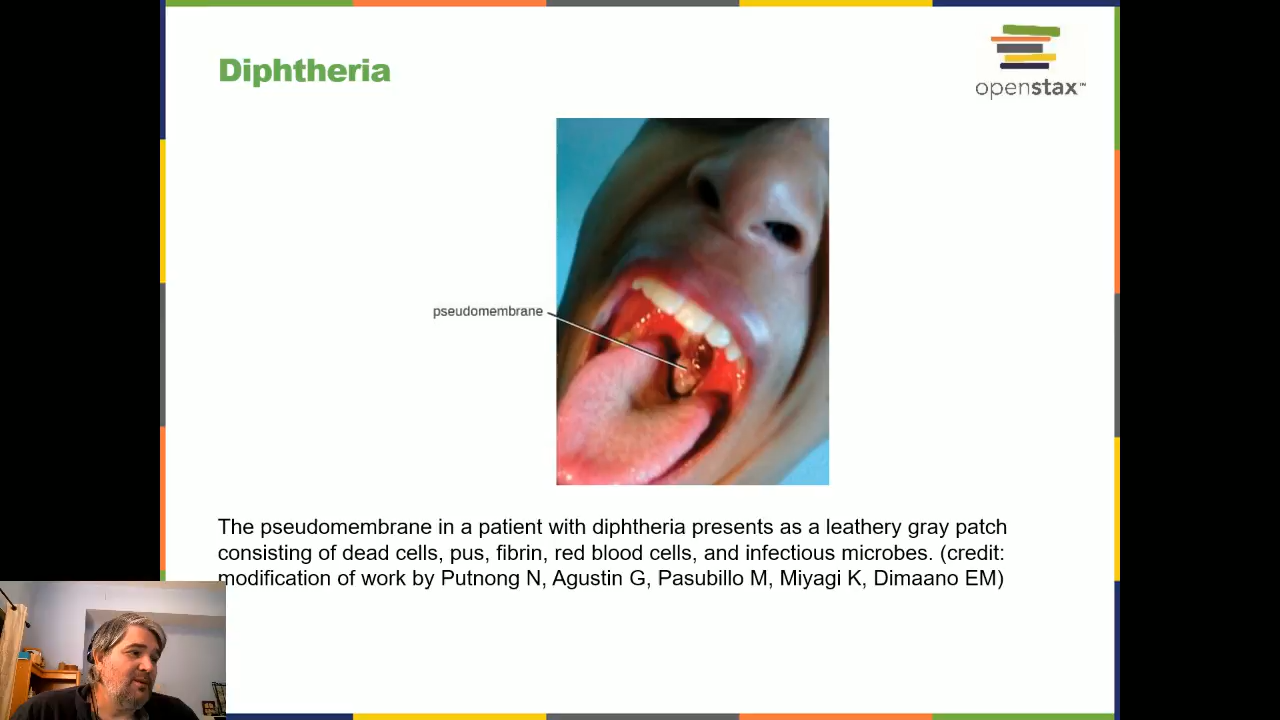 Diphtheria
openstax™
pseudomembrane
The pseudomembrane in a patient with diphtheria presents as a leathery gray patch
consisting of dead cells, pus, fibrin, red blood cells, and infectious microbes. (credit:
modification of work by Putnong N, Agustin G, Pasubillo M, Miyagi K, Dimaano EM)